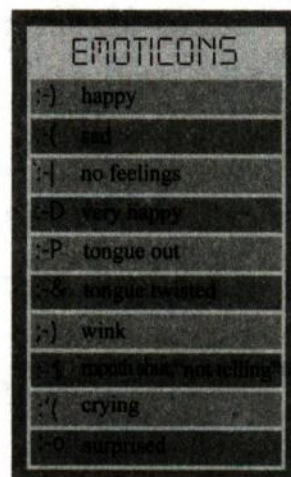 EMOTICONS
:-) happy
:-( sad
:-| no feelings
:-D very happy
:-P tongue out
:-& tongue twisted
;-) wink
mouth shut, "not telling"
:'( crying
:-o surprised